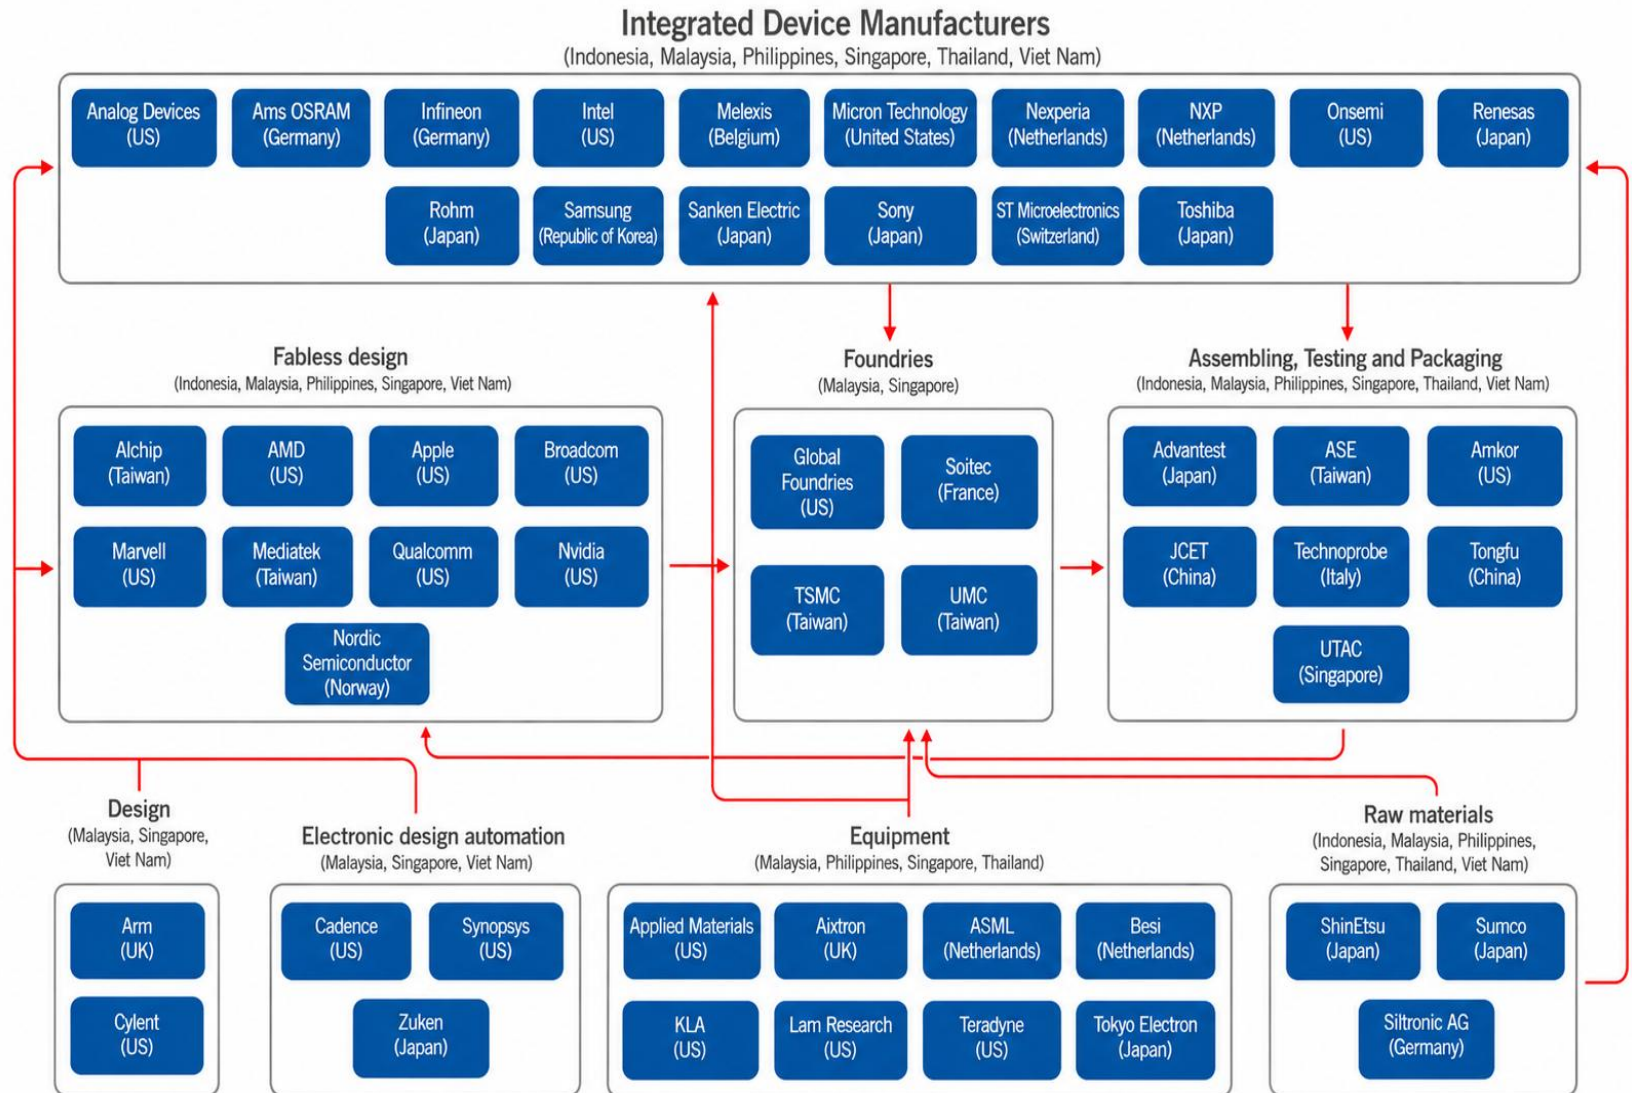 Integrated Device Manufacturers
(Indonesia, Malaysia, Philippines, Singapore, Thailand, Viet Nam)
Analog Devices
(US)
Ams OSRAM
(Germany)
Infineon
(Germany)
Intel
(US)
Melexis
(Belgium)
Micron Technology
(United States)
Nexperia
(Netherlands)
NXP
(Netherlands)
Onsemi
(US)
Renesas
(Japan)
Rohm
(Japan)
Samsung
(Republic of Korea)
Sanken Electric
(Japan)
Sony
(Japan)
ST Microelectronics
(Switzerland)
Toshiba
(Japan)
Fabless design
(Indonesia, Malaysia, Philippines, Singapore, Viet Nam)
Alchip
(Taiwan)
AMD
(US)
Apple
(US)
Broadcom
(US)
Marvell
(US)
Mediatek
(Taiwan)
Qualcomm
(US)
Nvidia
(US)
Nordic
Semiconductor
(Norway)
Foundries
(Malaysia, Singapore)
Global
Foundries
(US)
Soitec
(France)
TSMC
(Taiwan)
UMC
(Taiwan)
Assembling, Testing and Packaging
(Indonesia, Malaysia, Philippines, Singapore, Thailand, Viet Nam)
Advantest
(Japan)
ASE
(Taiwan)
Amkor
(US)
JCET
(China)
Technoprobe
(Italy)
Tongfu
(China)
UTAC
(Singapore)
Design
(Malaysia, Singapore,
Viet Nam)
Arm
(UK)
Cylent
(US)
Electronic design automation
(Malaysia, Singapore, Viet Nam)
Cadence
(US)
Synopsys
(US)
Zuken
(Japan)
Equipment
(Malaysia, Philippines, Singapore, Thailand)
Applied Materials
(US)
Aixtron
(UK)
ASML
(Netherlands)
Besi
(Netherlands)
KLA
(US)
Lam Research
(US)
Teradyne
(US)
Tokyo Electron
(Japan)
Raw materials
(Indonesia, Malaysia, Philippines,
Singapore, Thailand, Viet Nam)
ShinEtsu
(Japan)
Sumco
(Japan)
Siltronic AG
(Germany)